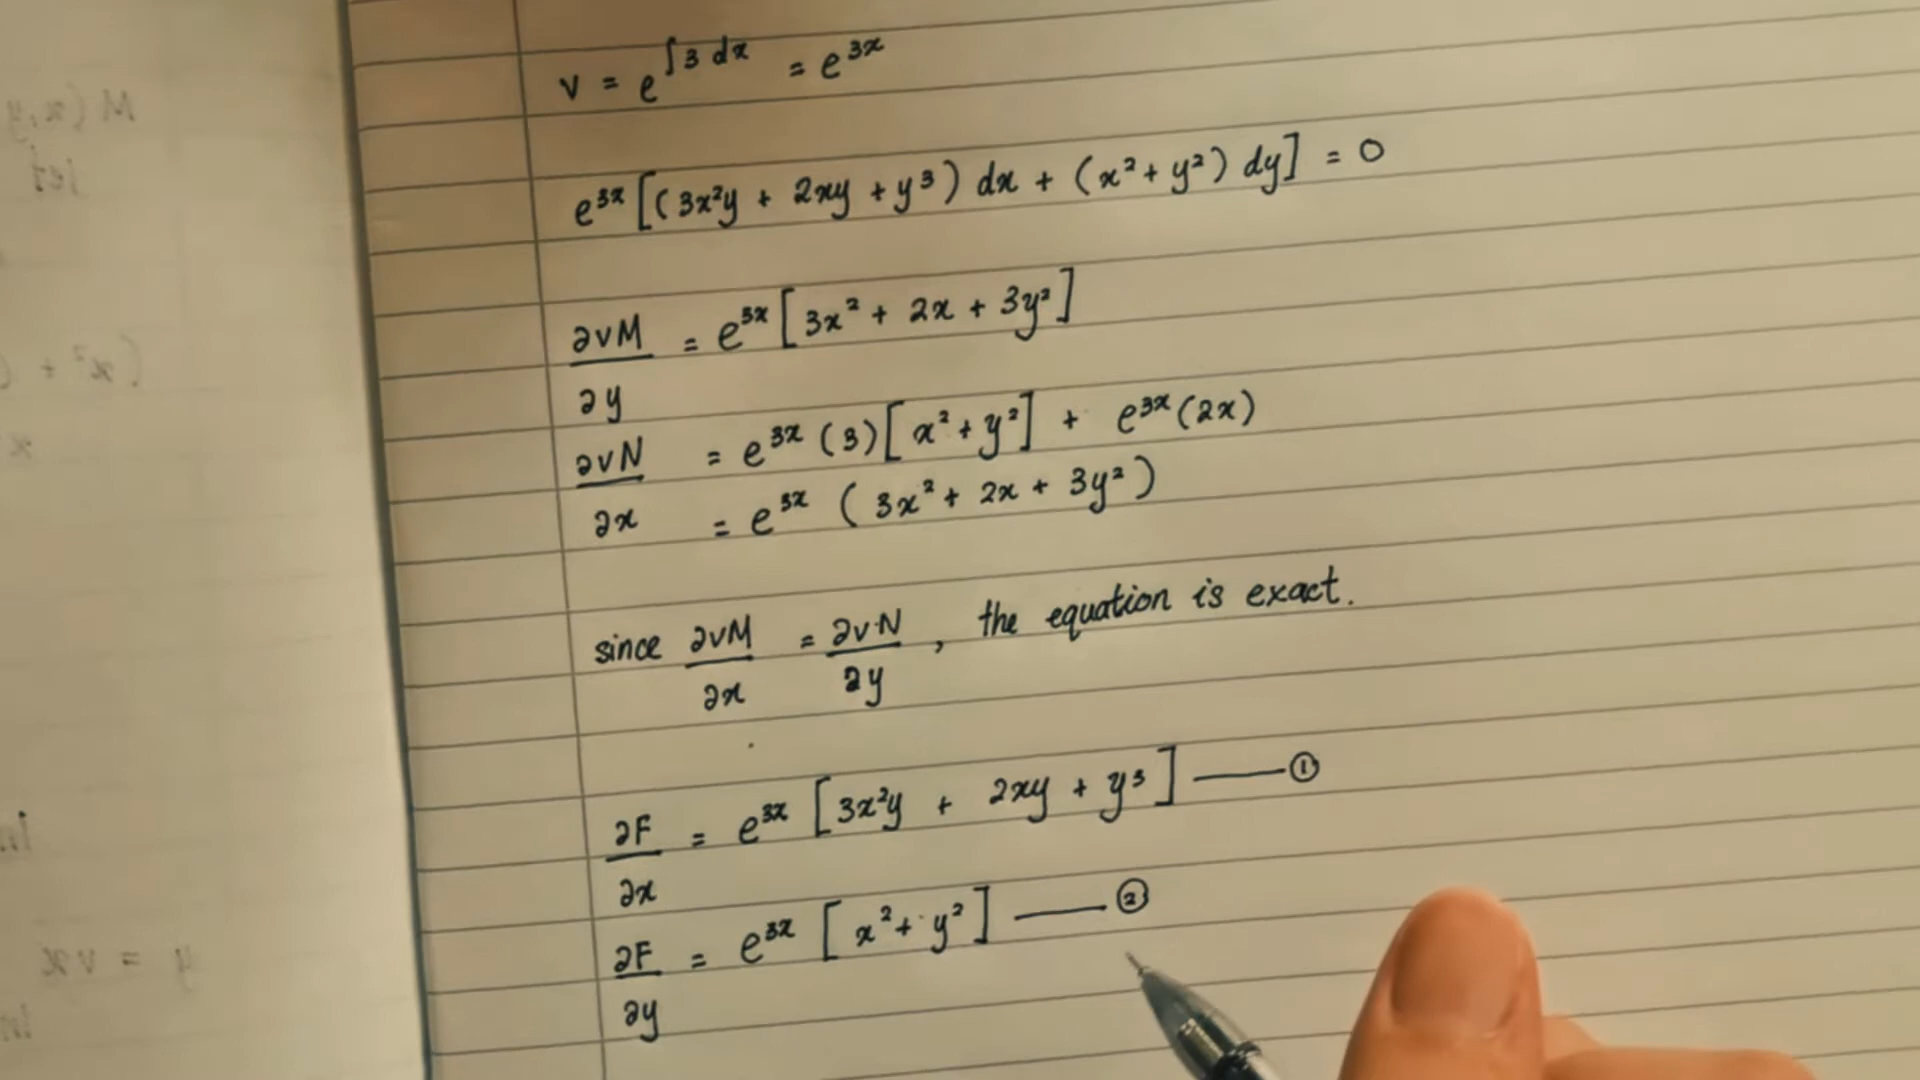 v = e^{∫3 dx} = e^{3x}
e^{3x} [(3x²y + 2xy + y³) dx + (x² + y²) dy] = 0
∂vM/∂y = e^{3x} [3x² + 2x + 3y²]
∂vN/∂x = e^{3x} (3) [x² + y²] + e^{3x} (2x)
= e^{3x} (3x² + 2x + 3y²)
since ∂vM/∂x = ∂vN/∂y, the equation is exact.
∂F/∂x = e^{3x} [3x²y + 2xy + y³] —— ①
∂F/∂y = e^{3x} [x² + y²] —— ②